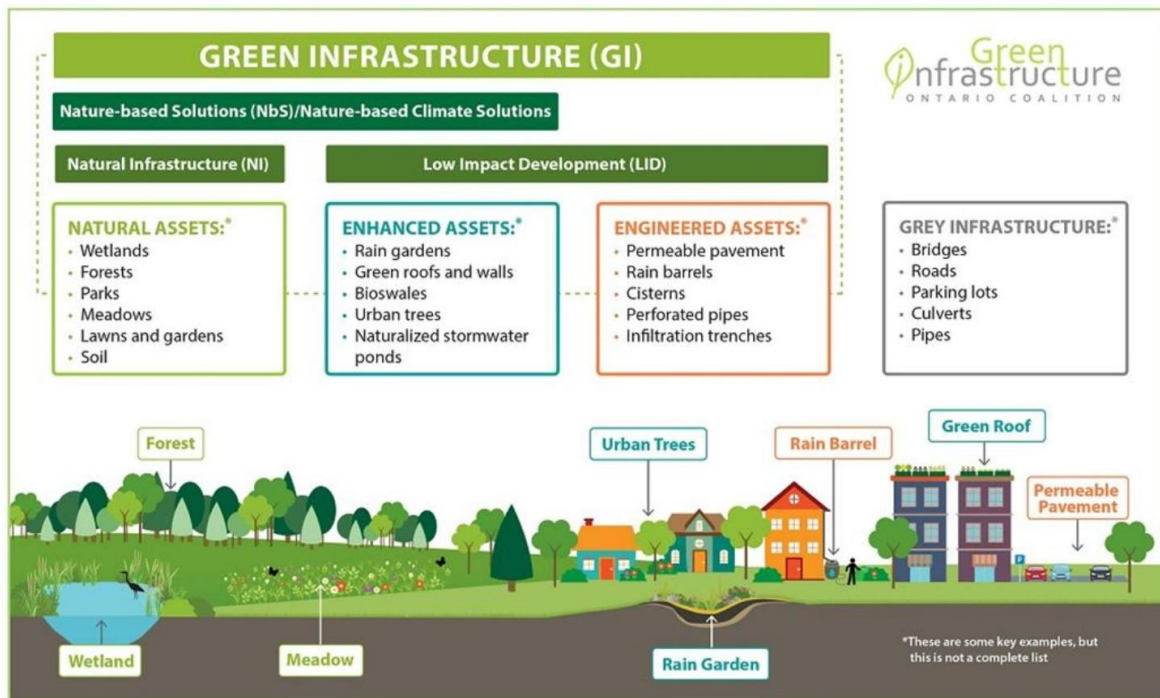 GREEN INFRASTRUCTURE (GI)
Green
infrastructure
ONTARIO COALITION
Nature-based Solutions (NbS)/Nature-based Climate Solutions
Natural Infrastructure (NI)
Low Impact Development (LID)
NATURAL ASSETS:*
• Wetlands
• Forests
• Parks
• Meadows
• Lawns and gardens
• Soil
ENHANCED ASSETS:*
• Rain gardens
• Green roofs and walls
• Bioswales
• Urban trees
• Naturalized stormwater
ponds
ENGINEERED ASSETS:*
• Permeable pavement
• Rain barrels
• Cisterns
• Perforated pipes
• Infiltration trenches
GREY INFRASTRUCTURE:*
• Bridges
• Roads
• Parking lots
• Culverts
• Pipes
Forest
Urban Trees
Rain Barrel
Green Roof
Permeable
Pavement
P
Wetland
Meadow
Rain Garden
*These are some key examples, but
this is not a complete list